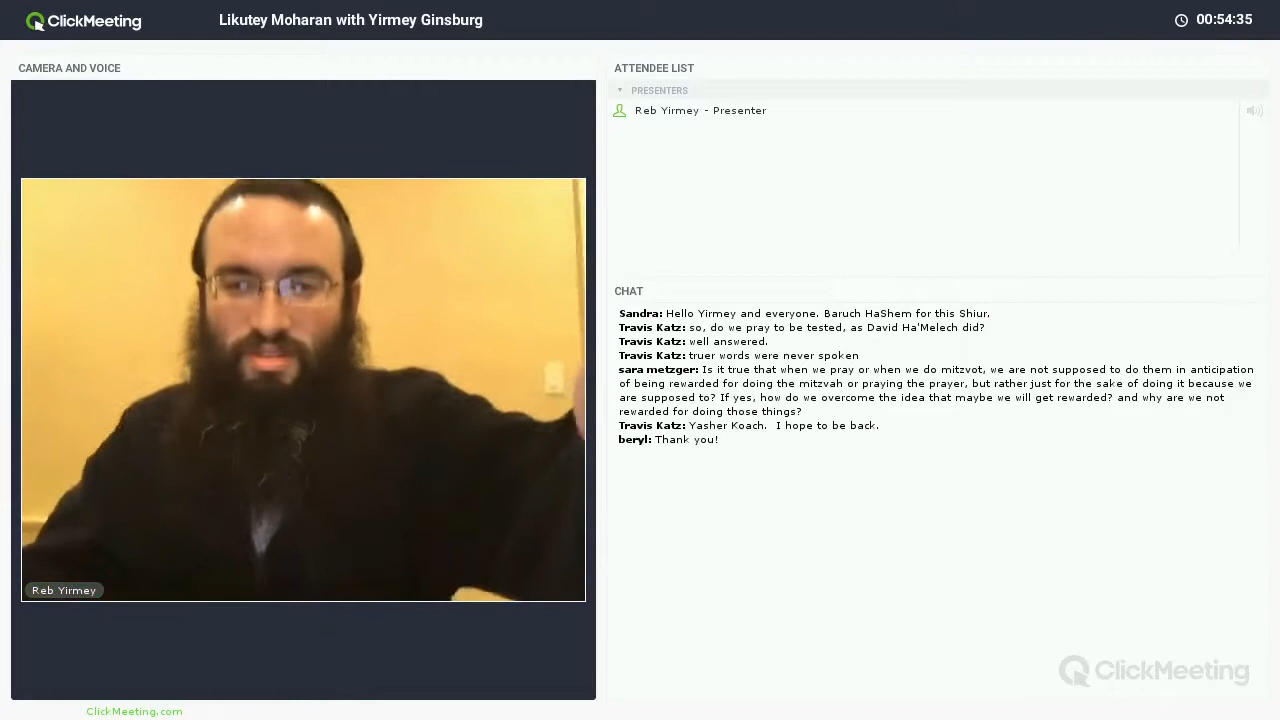 ClickMeeting
Likutey Moharan with Yirmey Ginsburg
00:54:35
CAMERA AND VOICE
ATTENDEE LIST
PRESENTERS
Reb Yirmey - Presenter
CHAT
Sandra: Hello Yirmey and everyone. Baruch HaShem for this Shiur.
Travis Katz: so, do we pray to be tested, as David Ha'Melech did?
Travis Katz: well answered.
Travis Katz: truer words were never spoken
sara metzger: Is it true that when we pray or when we do mitzvot, we are not supposed to do them in anticipation
of being rewarded for doing the mitzvah or praying the prayer, but rather just for the sake of doing it because we
are supposed to? If yes, how do we overcome the idea that maybe we will get rewarded? and why are we not
rewarded for doing those things?
Travis Katz: Yasher Koach.  I hope to be back.
beryl: Thank you!
Reb Yirmey
ClickMeeting
ClickMeeting.com